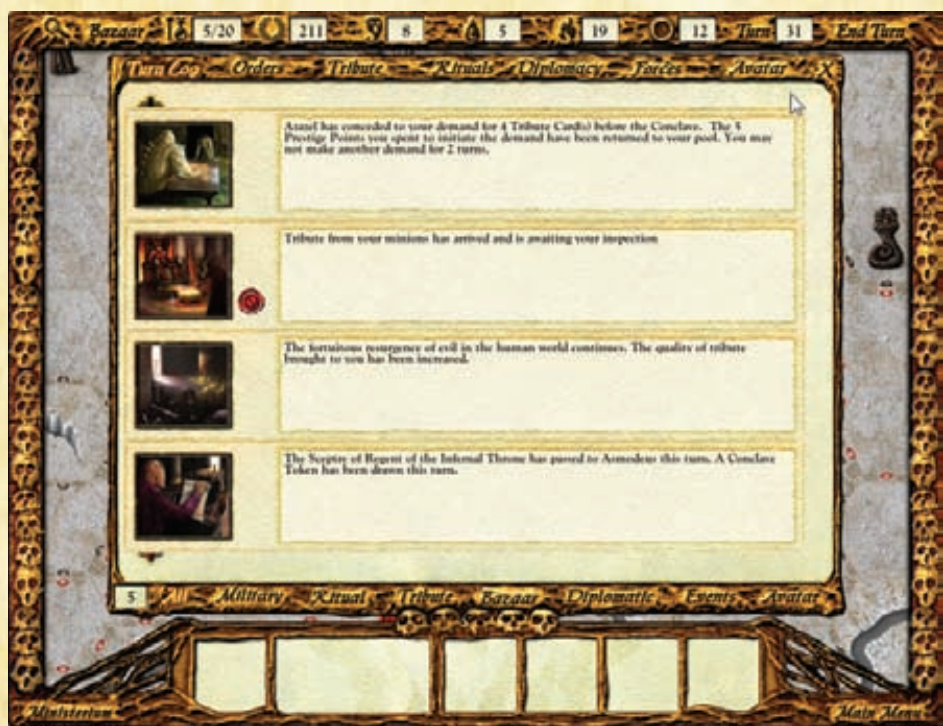 Bazaar 5/20 211 8 5 19 12 Turn 31 End Turn
Turn Log Orders Tribute Rituals Diplomacy Forces Avatar X
Azazel has conceded to your demand for 4 Tribute Card(s) before the Conclave. The 5
Prestige Points you spent to initiate the demand have been returned to your pool. You may
not make another demand for 2 turns.
Tribute from your minions has arrived and is awaiting your inspection
The fortuitous resurgence of evil in the human world continues. The quality of tribute
brought to you has been increased.
The Sceptre of Regent of the Infernal Throne has passed to Asmodeus this turn. A Conclave
Token has been drawn this turn.
5 All Military Ritual Tribute Bazaar Diplomatic Events Avatar
Ministerium Main Menu